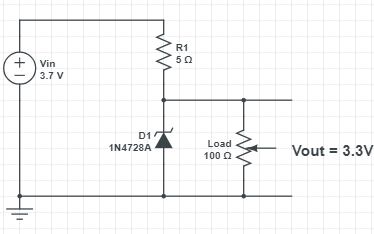 R1
5 Ω
Vin
3.7 V
D1
1N4728A
Load
100 Ω
Vout = 3.3V